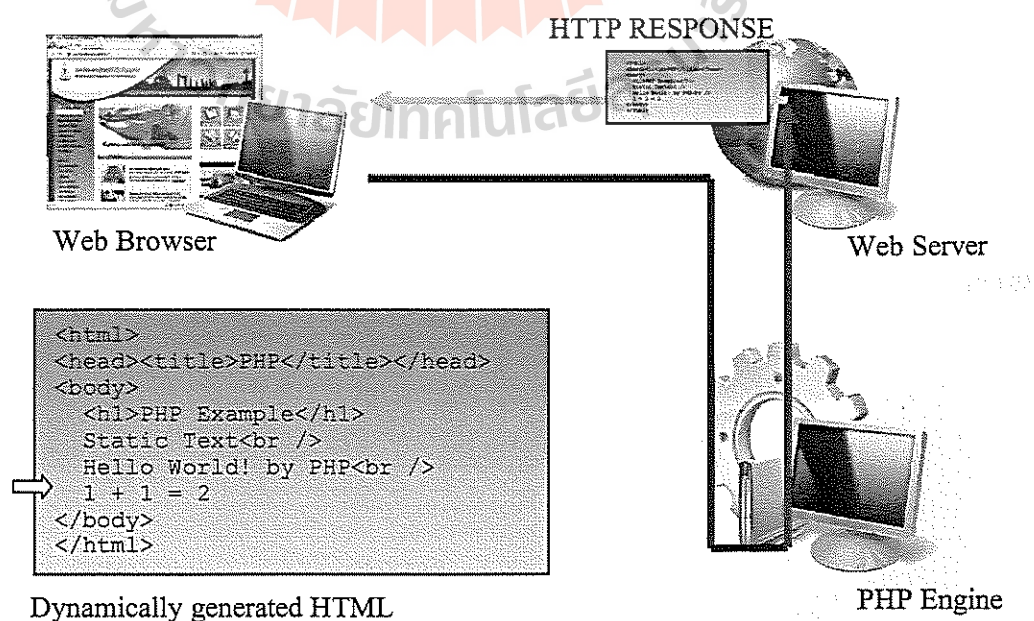 HTTP RESPONSE
Web Browser
Web Server
<html>
<head><title>PHP</title></head>
<body>
<h1>PHP Example</h1>
Static Text<br />
Hello World! by PHP<br />
1 + 1 = 2
</body>
</html>
Dynamically generated HTML
PHP Engine